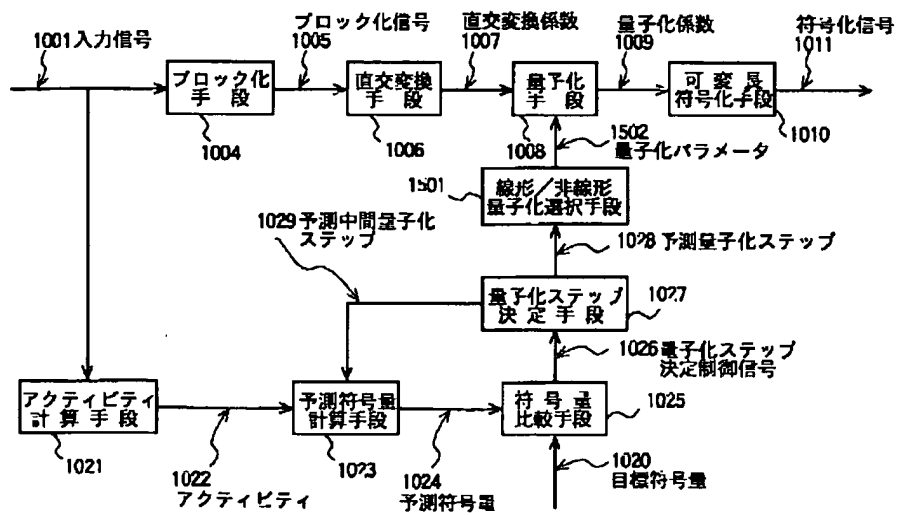 1001入力信号
ブロック化信号
1005
直交変換係数
1007
量子化係数
1009
符号化信号
1011
ブロック化
手 段
1004
直交変換
手 段
1006
量子化
手 段
1008
可 変 長
符号化手段
1010
1502
量子化パラメータ
1501
線形／非線形
量子化選択手段
1029予測中間量子化
ステップ
1028 予測量子化ステップ
量子化ステップ
決 定 手 段
1027
1026量子化ステップ
決定制御信号
アクティビティ
計 算 手 段
1021
1022
アクティビティ
予測符号量
計算手段
1023
1024
予測符号量
符 号 量
比較手段
1025
1020
目標符号量